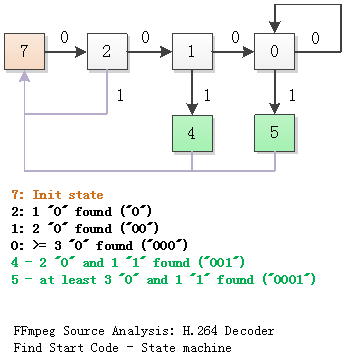 0 0 0 0
7 2 1 0
1 1 1
4 5
7: Init state
2: 1 "0" found ("0")
1: 2 "0" found ("00")
0: >= 3 "0" found ("000")
4 - 2 "0" and 1 "1" found ("001")
5 - at least 3 "0" and 1 "1" found ("0001")
FFmpeg Source Analysis: H.264 Decoder
Find Start Code - State machine